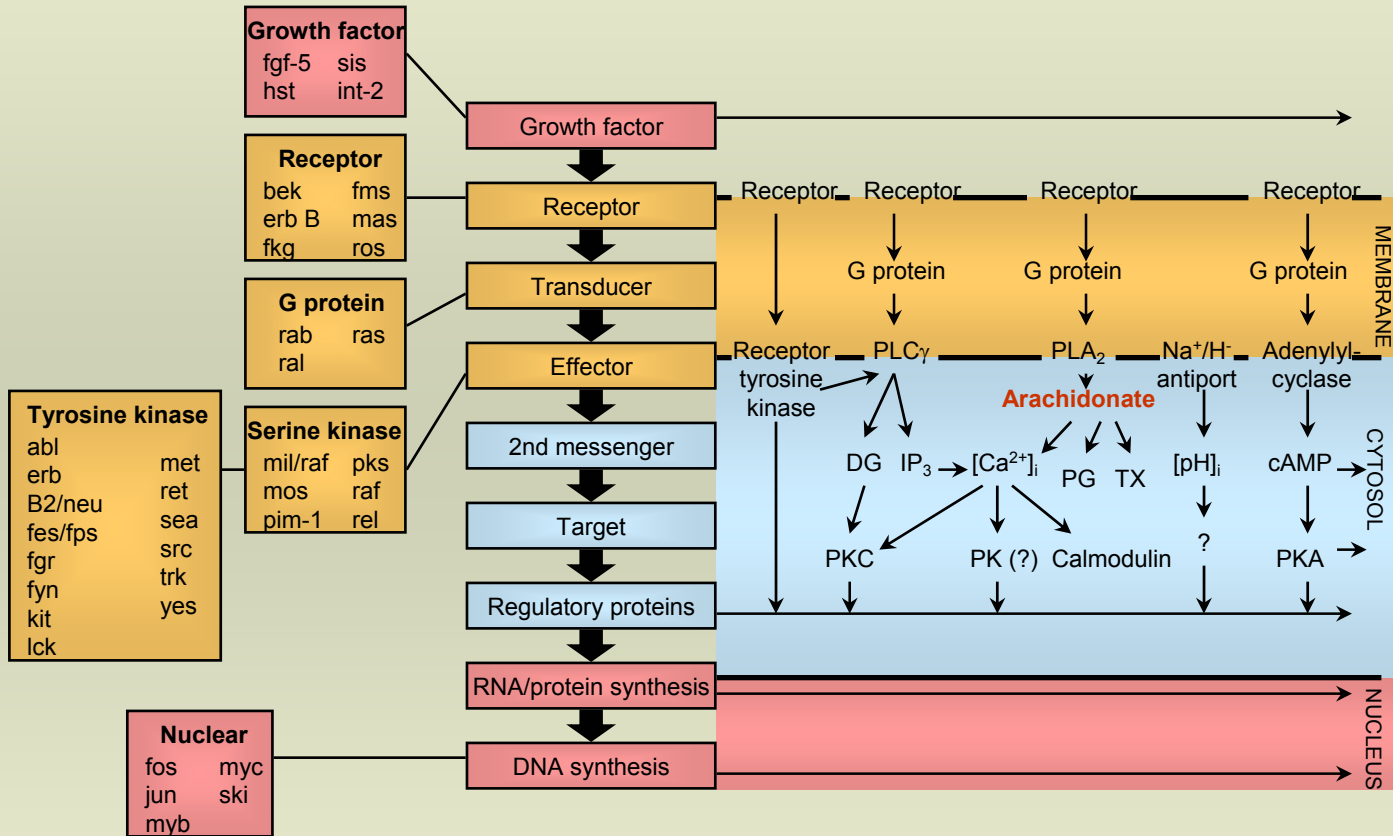 Growth factor
fgf-5 sis
hst int-2
Growth factor
Receptor
bek fms
erb B mas
fkg ros
Receptor
G protein
rab ras
ral
Transducer
Effector
Tyrosine kinase
abl
erb
B2/neu
fes/fps
fgr
fyn
kit
lck
met
ret
sea
src
trk
yes
Serine kinase
mil/raf pks
mos raf
pim-1 rel
2nd messenger
Target
Regulatory proteins
RNA/protein synthesis
Nuclear
fos myc
jun ski
myb
DNA synthesis
Receptor Receptor Receptor Receptor
G protein G protein G protein
Receptor
tyrosine
kinase
PLCγ
PLA₂
Na⁺/H⁻
antiport
Adenylyl-
cyclase
Arachidonate
DG IP₃ [Ca²⁺]ᵢ PG TX [pH]ᵢ cAMP
PKC PK (?) Calmodulin ? PKA
MEMBRANE
CYTOSOL
NUCLEUS